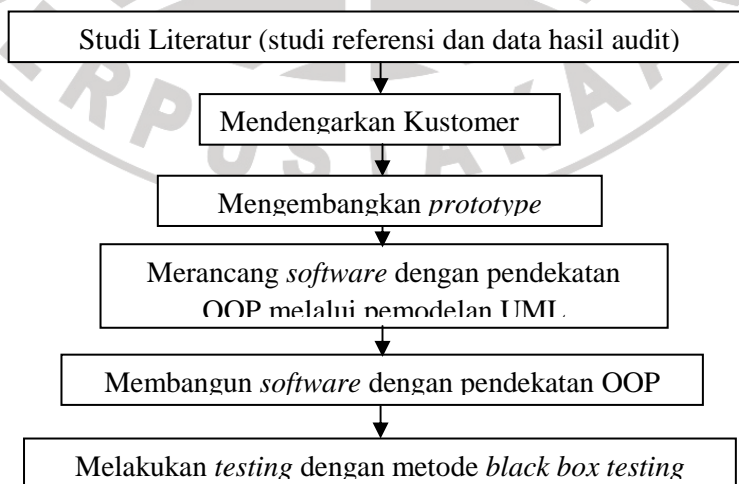 Studi Literatur (studi referensi dan data hasil audit)
Mendengarkan Kustomer
Mengembangkan prototype
Merancang software dengan pendekatan
OOP melalui pemodelan UML
Membangun software dengan pendekatan OOP
Melakukan testing dengan metode black box testing
ERPUSTAKAA